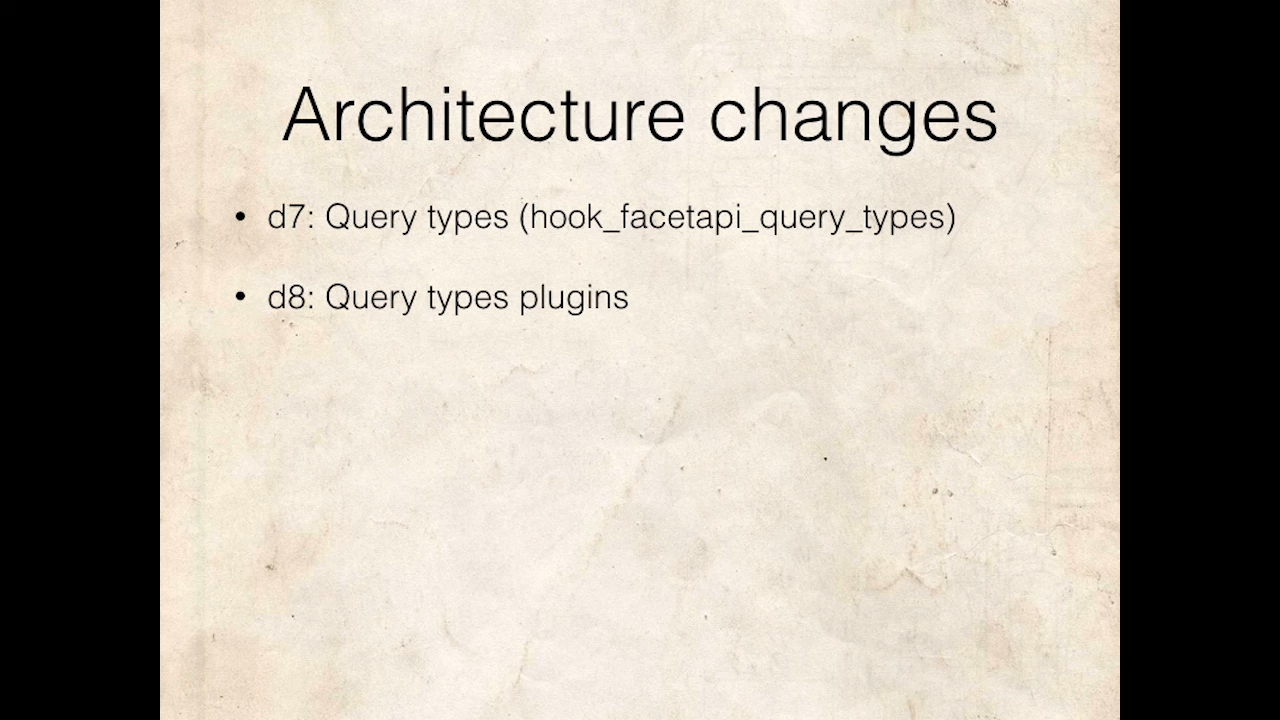 Architecture changes
• d7: Query types (hook_facetapi_query_types)
• d8: Query types plugins